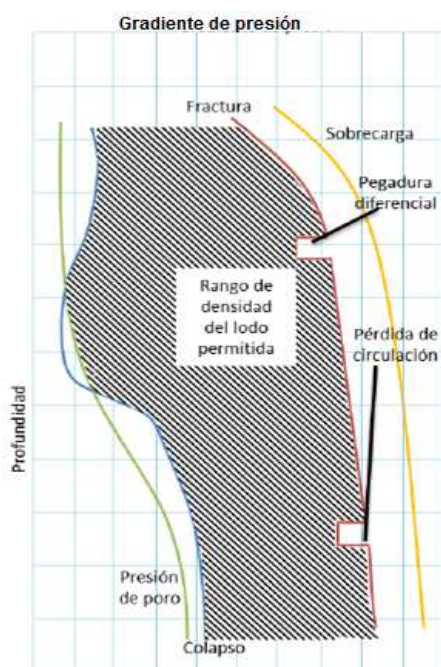 Gradiente de presión
Fractura
Sobrecarga
Pegadura
diferencial
Rango de
densidad
del lodo
permitida
Pérdida de
circulación
Profundidad
Presión
de poro
Colapso